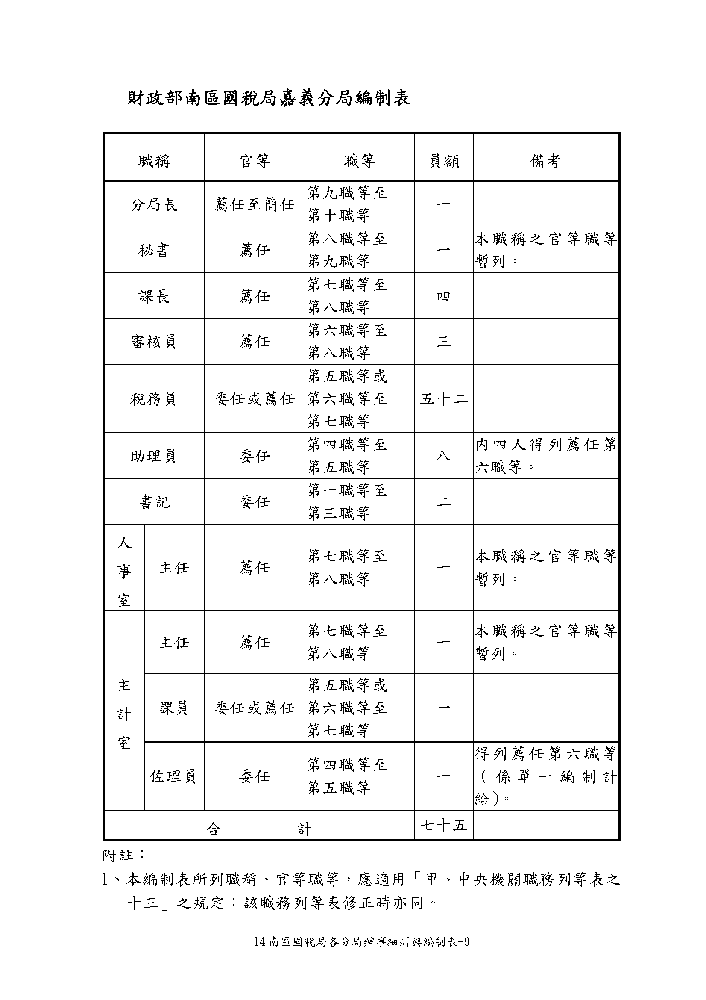 財政部南區國稅局嘉義分局編制表
職稱 官等 職等 員額 備考
分局長 薦任至簡任 第九職等至
第十職等 一
秘書 薦任 第八職等至
第九職等 一 本職稱之官等職等
暫列。
課長 薦任 第七職等至
第八職等 四
審核員 薦任 第六職等至
第八職等 三
稅務員 委任或薦任 第五職等或
第六職等至
第七職等 五十二
助理員 委任 第四職等至
第五職等 八 內四人得列薦任第
六職等。
書記 委任 第一職等至
第三職等 二
人
事
室
主任 薦任 第七職等至
第八職等 一 本職稱之官等職等
暫列。
主
計
室
主任 薦任 第七職等至
第八職等 一 本職稱之官等職等
暫列。
課員 委任或薦任 第五職等或
第六職等至
第七職等 一
佐理員 委任 第四職等至
第五職等 一 得列薦任第六職等
(係單一編制計
給)。
合計 七十五
附註：
1、本編制表所列職稱、官等職等，應適用「甲、中央機關職務列等表之
十三」之規定；該職務列等表修正時亦同。
14 南區國稅局各分局辦事細則與編制表-9